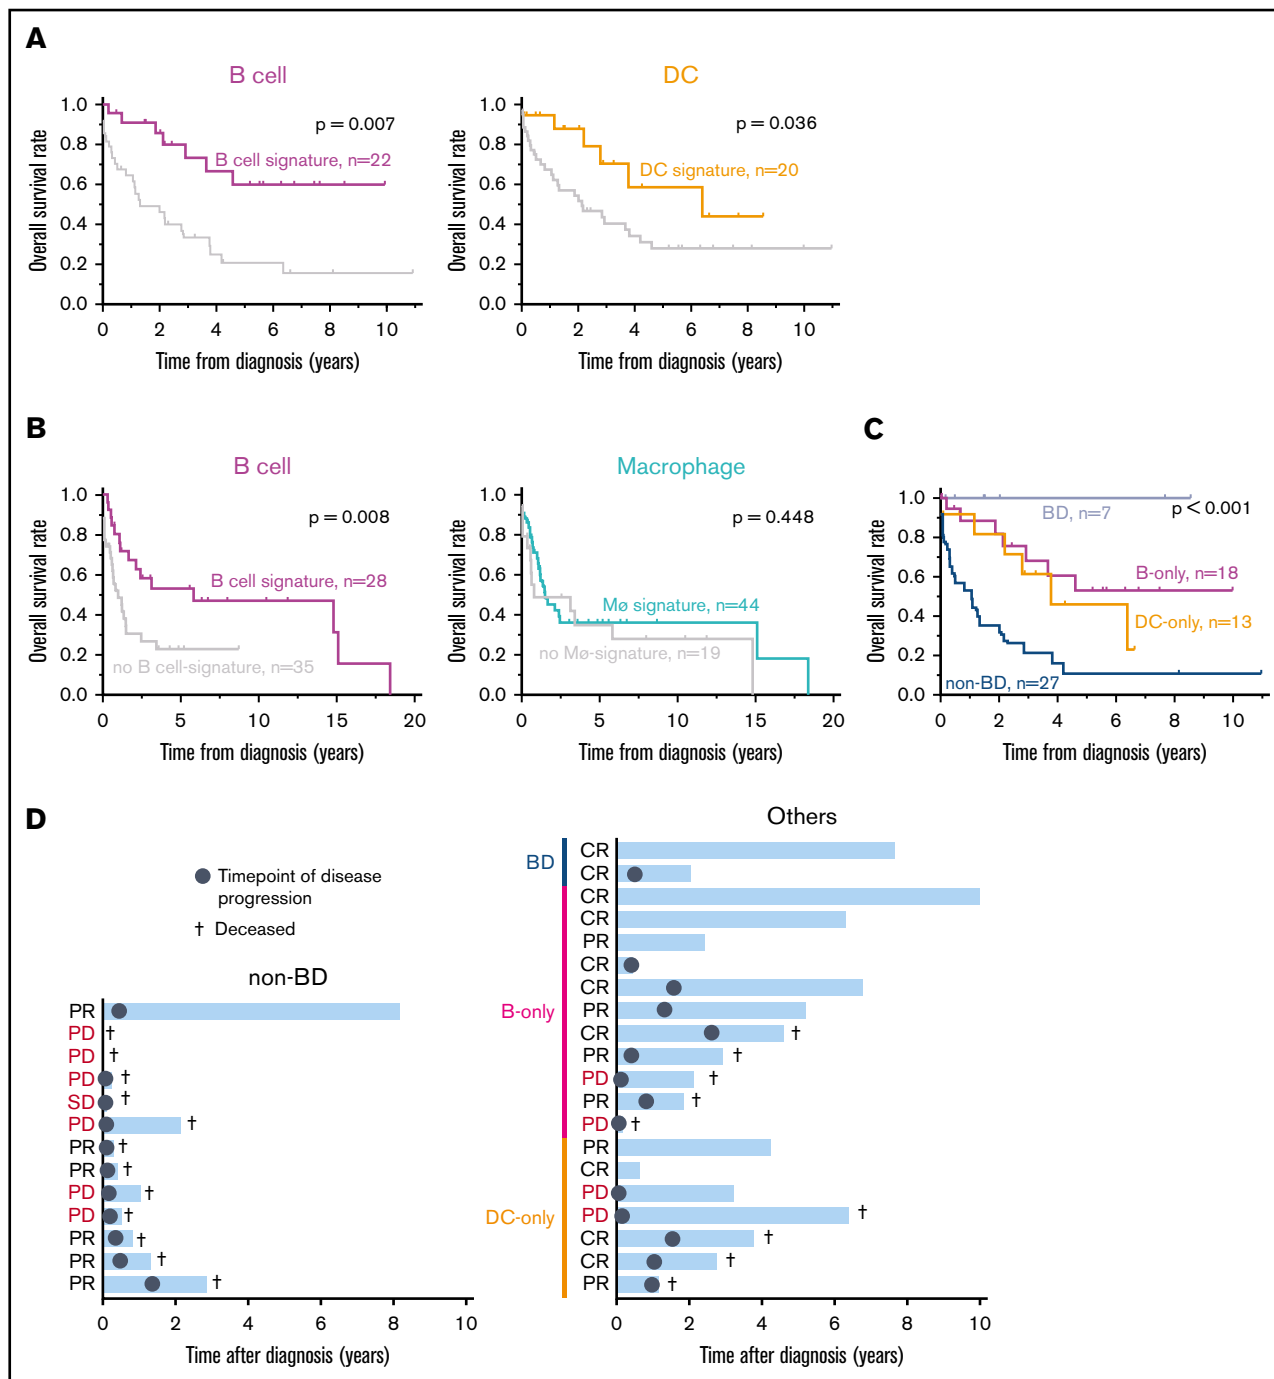 A
B cell
Overall survival rate
1.0
0.8
0.6
0.4
0.2
0.0
p = 0.007
B cell signature, n=22
0 2 4 6 8 10
Time from diagnosis (years)
DC
Overall survival rate
1.0
0.8
0.6
0.4
0.2
0.0
p = 0.036
DC signature, n=20
0 2 4 6 8 10
Time from diagnosis (years)
B
B cell
Overall survival rate
1.0
0.8
0.6
0.4
0.2
0.0
p = 0.008
B cell signature, n=28
no B cell-signature, n=35
0 5 10 15 20
Time from diagnosis (years)
Macrophage
Overall survival rate
1.0
0.8
0.6
0.4
0.2
0.0
p = 0.448
Mø signature, n=44
no Mø-signature, n=19
0 5 10 15 20
Time from diagnosis (years)
C
Overall survival rate
1.0
0.8
0.6
0.4
0.2
0.0
BD, n=7
p < 0.001
B-only, n=18
DC-only, n=13
non-BD, n=27
0 2 4 6 8 10
Time from diagnosis (years)
D
Timepoint of disease
progression
† Deceased
non-BD
PR
PD †
PD †
PD †
SD †
PD †
PR †
PR †
PD †
PD †
PR †
PR †
PR †
0 2 4 6 8 10
Time after diagnosis (years)
Others
BD
CR
CR
B-only
CR
CR
PR
CR
CR
PR
CR †
PR †
PD †
PR †
PD †
DC-only
PR
CR
PD
PD †
CR †
CR †
PR †
0 2 4 6 8 10
Time after diagnosis (years)